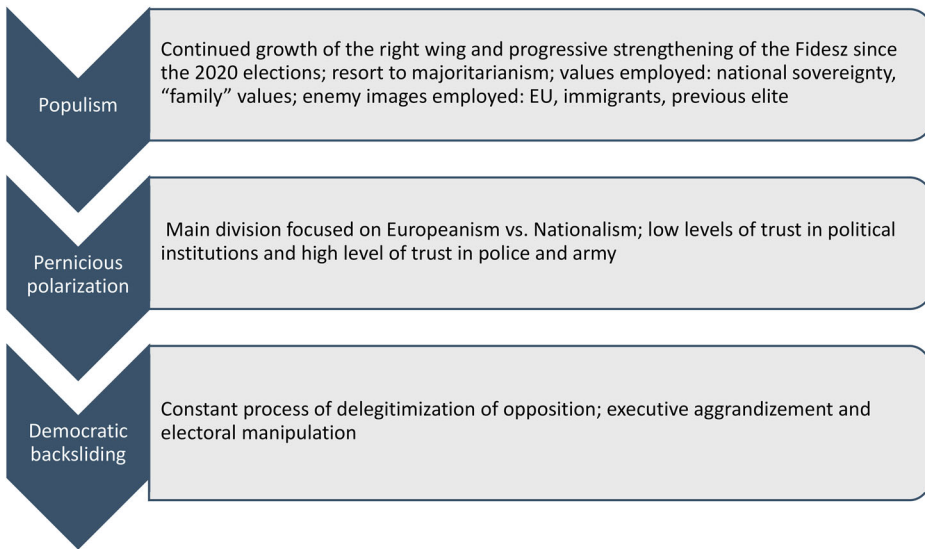 Populism
Continued growth of the right wing and progressive strengthening of the Fidesz since
the 2020 elections; resort to majoritarianism; values employed: national sovereignty,
“family” values; enemy images employed: EU, immigrants, previous elite
Pernicious
polarization
Main division focused on Europeanism vs. Nationalism; low levels of trust in political
institutions and high level of trust in police and army
Democratic
backsliding
Constant process of delegitimization of opposition; executive aggrandizement and
electoral manipulation